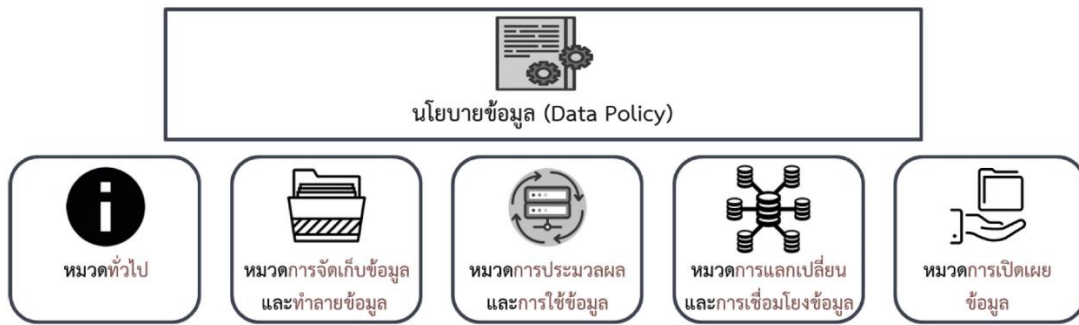 นโยบายข้อมูล (Data Policy)
หมวดทั่วไป
หมวดการจัดเก็บข้อมูล
และทำลายข้อมูล
หมวดการประมวลผล
และการใช้ข้อมูล
หมวดการแลกเปลี่ยน
และการเชื่อมโยงข้อมูล
หมวดการเปิดเผย
ข้อมูล